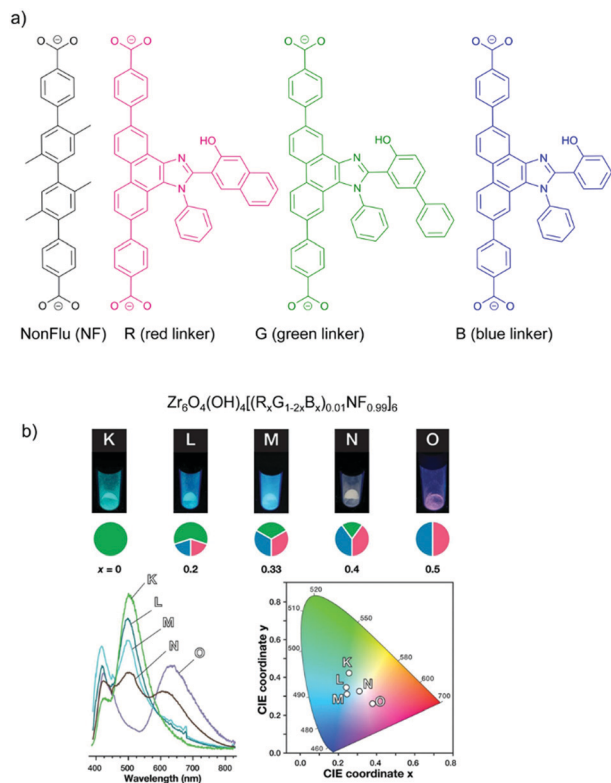 a)
O ⊖ O O ⊖ O O ⊖ O O ⊖ O
HO HO OH
N N N
N N N
O ⊖ O O ⊖ O O ⊖ O O ⊖ O
NonFlu (NF) R (red linker) G (green linker) B (blue linker)
Zr₆O₄(OH)₄[(RₓG₁₋₂ₓBₓ)₀.₀₁NF₀.₉₉]₆
b)
K L M N O
x = 0 0.2 0.33 0.4 0.5
K
L
M
N
O
400 500 600 700 800
Wavelength (nm)
CIE coordinate y
0.8
0.6
0.4
0.2
0.0
520
510
500
490
480
460
550
580
600
700
K
L
M
N
O
0.0 0.2 0.4 0.6 0.8
CIE coordinate x